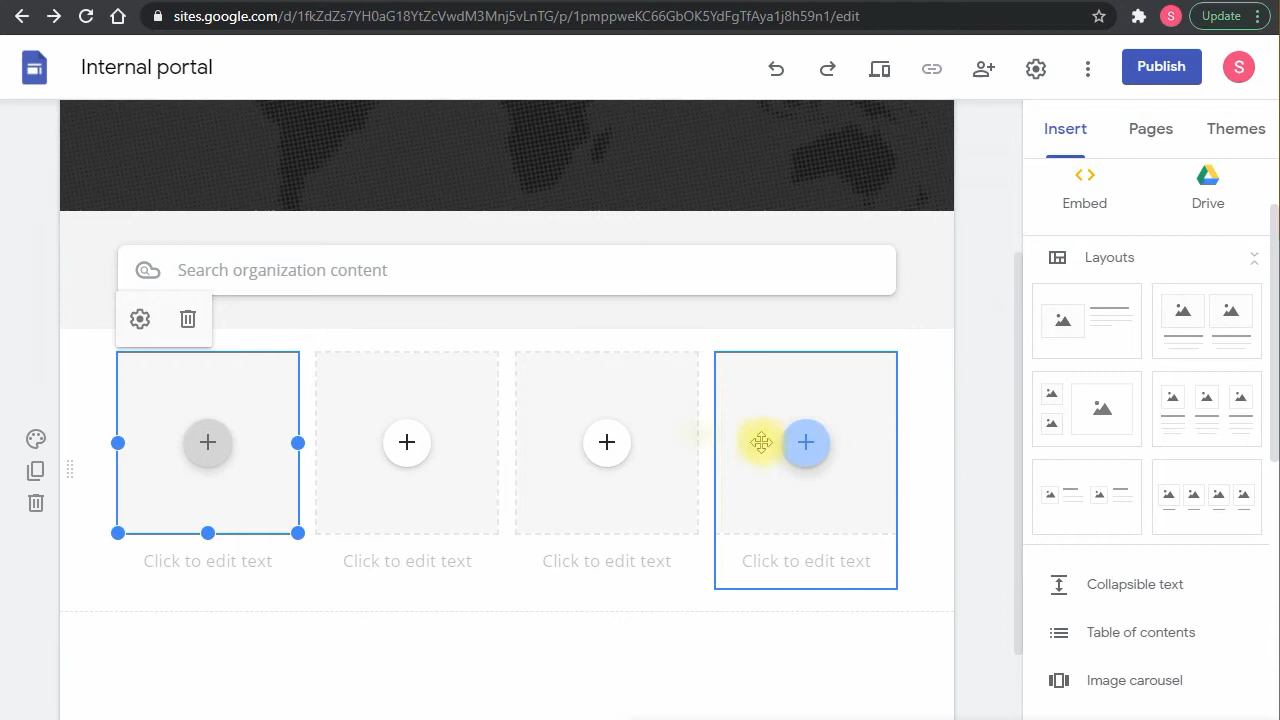 sites.google.com/d/1fkZdZs7YH0aG18YtZcVwdM3Mnj5vLnTG/p/1pmppweKC66GbOK5YdFgTfAya1j8h59n1/edit
S
Update
Internal portal
Publish
S
Insert
Pages
Themes
Embed
Drive
Search organization content
Layouts
Click to edit text
Click to edit text
Click to edit text
Click to edit text
Collapsible text
Table of contents
Image carousel